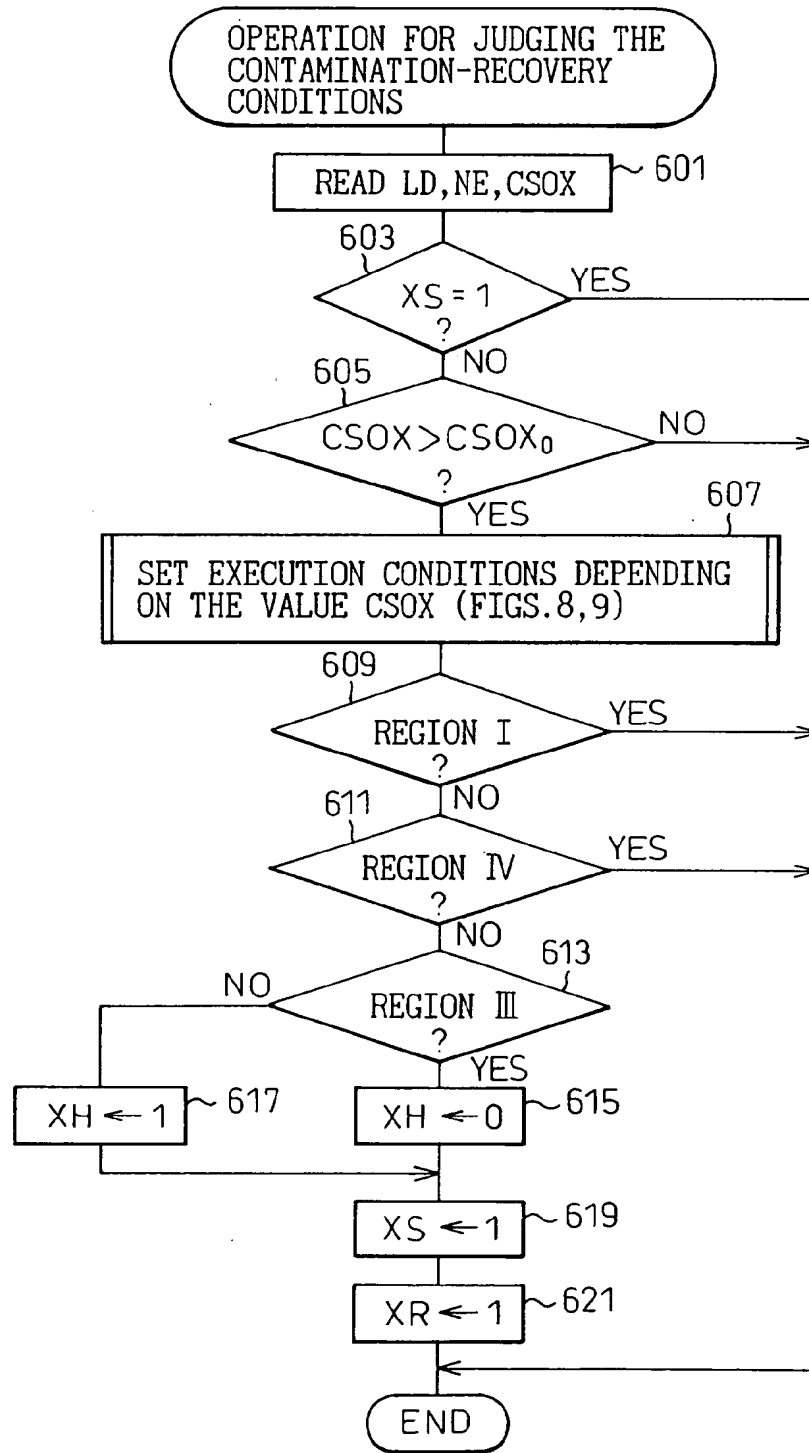 OPERATION FOR JUDGING THE
CONTAMINATION-RECOVERY
CONDITIONS
READ LD,NE,CSOX
601
603
XS = 1
?
YES
NO
605
CSOX>CSOX₀
?
NO
YES
607
SET EXECUTION CONDITIONS DEPENDING
ON THE VALUE CSOX (FIGS.8,9)
609
REGION I
?
YES
NO
611
REGION Ⅳ
?
YES
NO
613
REGION Ⅲ
?
NO
YES
XH ← 1
617
XH ← 0
615
XS ← 1
619
XR ← 1
621
END